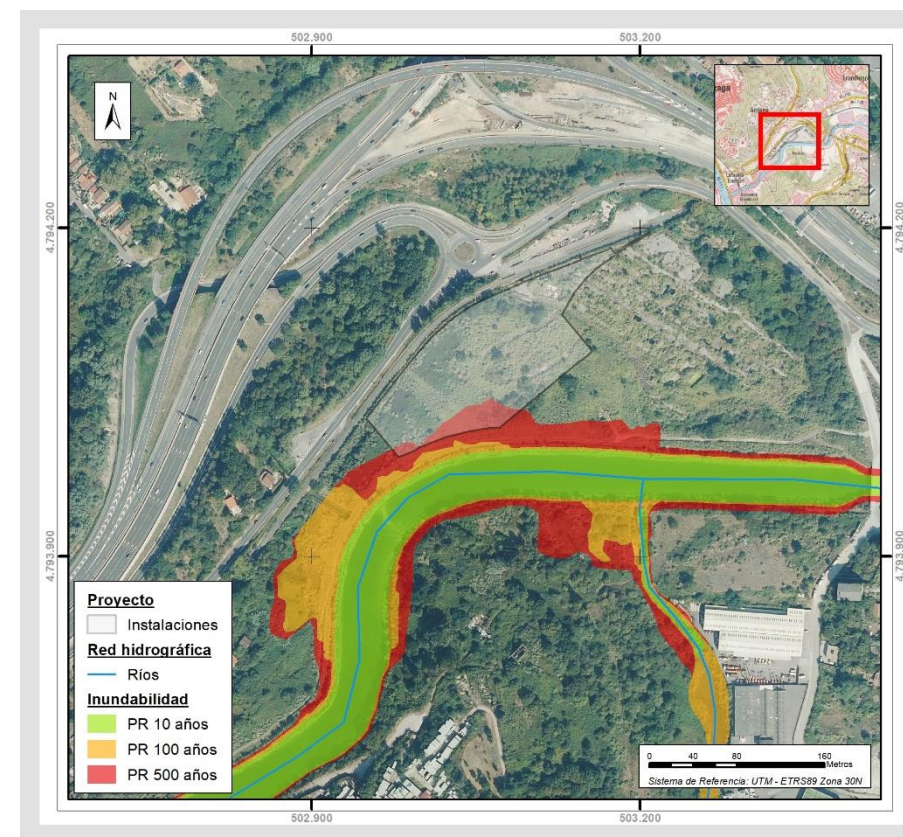 502.900 503.200
N
4.794.200 4.794.200
4.793.900 4.793.900
Proyecto
Instalaciones
Red hidrográfica
Ríos
Inundabilidad
PR 10 años
PR 100 años
PR 500 años
0 40 80 160
Metros
Sistema de Referencia: UTM - ETRS89 Zona 30N
502.900 503.200